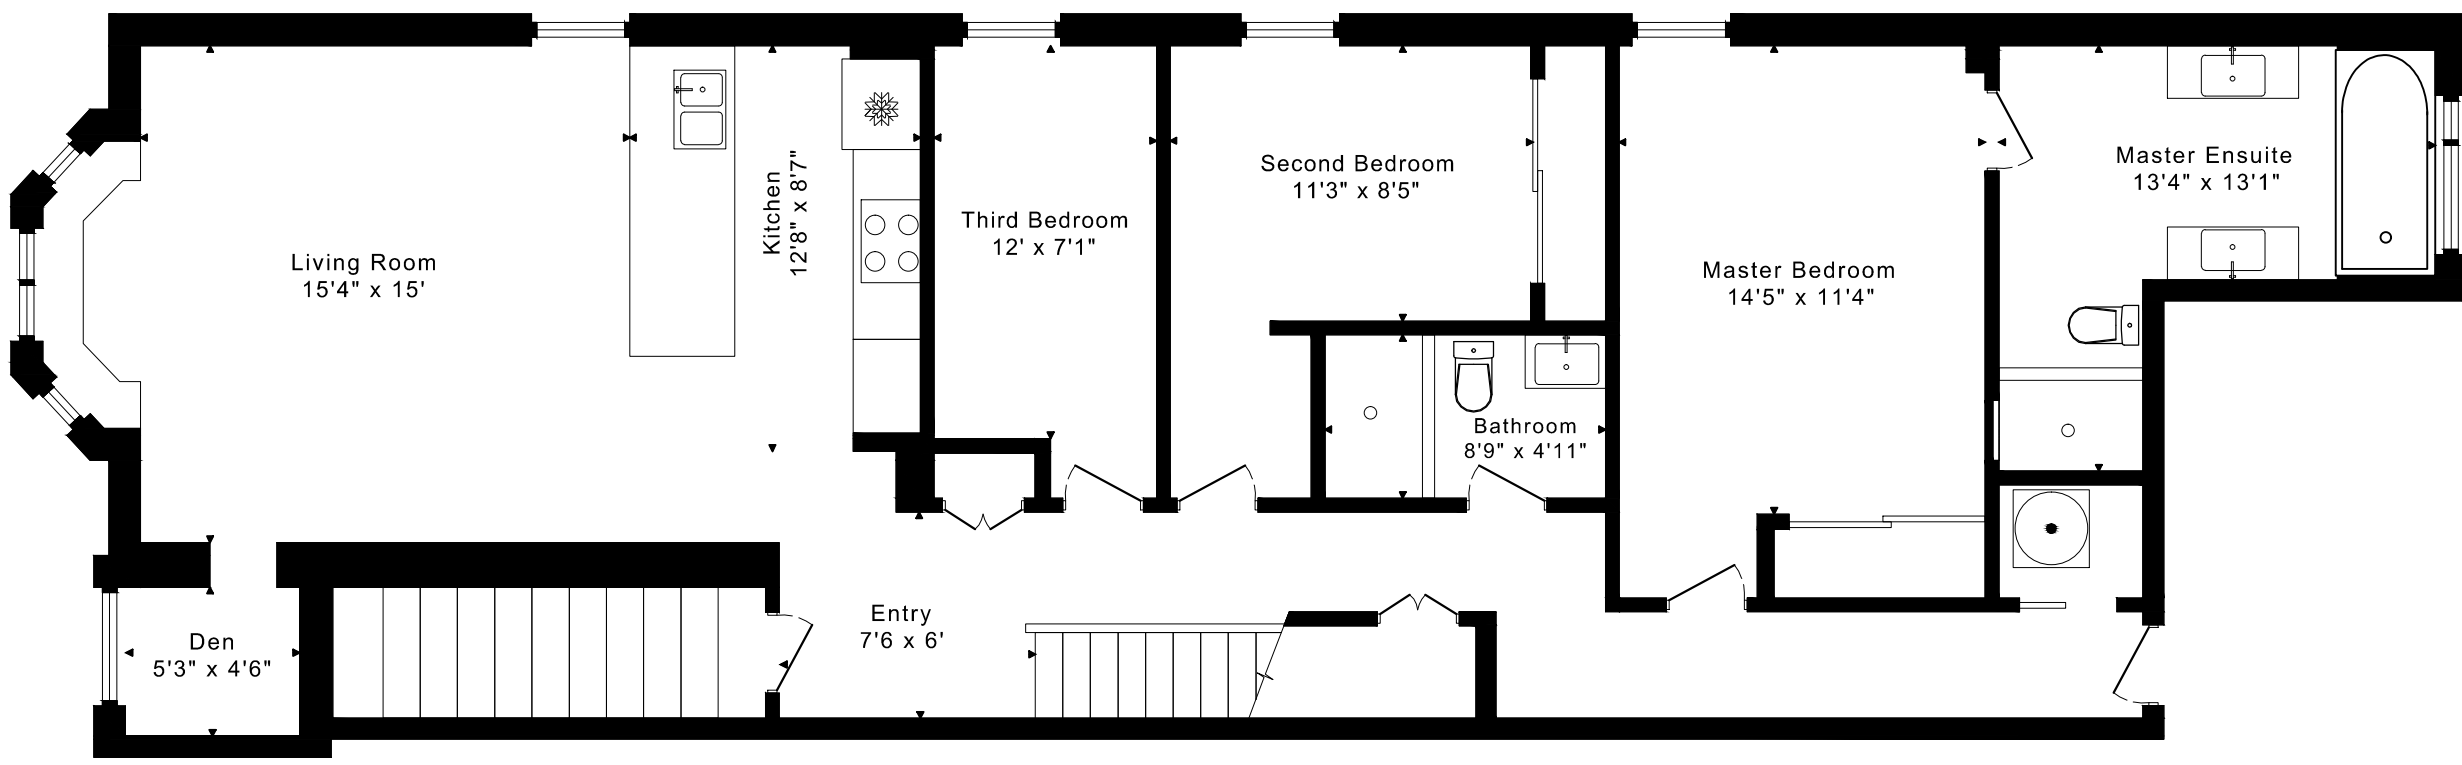 Living Room
15'4" x 15'
Kitchen
12'8" x 8'7"
Third Bedroom
12' x 7'1"
Second Bedroom
11'3" x 8'5"
Master Bedroom
14'5" x 11'4"
Master Ensuite
13'4" x 13'1"
Bathroom
8'9" x 4'11"
Entry
7'6 x 6'
Den
5'3" x 4'6"